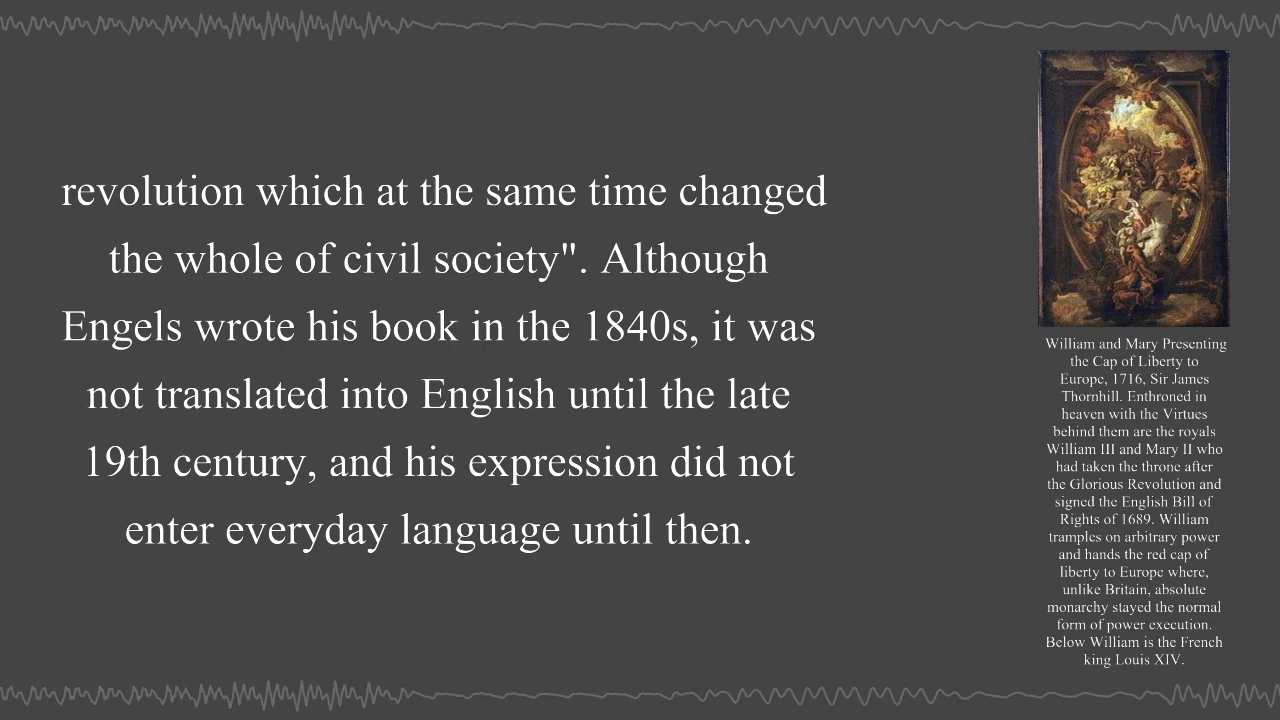 revolution which at the same time changed
the whole of civil society". Although
Engels wrote his book in the 1840s, it was
not translated into English until the late
19th century, and his expression did not
enter everyday language until then.
William and Mary Presenting
the Cap of Liberty to
Europe, 1716, Sir James
Thornhill. Enthroned in
heaven with the Virtues
behind them are the royals
William III and Mary II who
had taken the throne after
the Glorious Revolution and
signed the English Bill of
Rights of 1689. William
tramples on arbitrary power
and hands the red cap of
liberty to Europe where,
unlike Britain, absolute
monarchy stayed the normal
form of power execution.
Below William is the French
king Louis XIV.